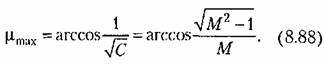 μmax = arccos 1/√C = arccos √(M² − 1)/M. (8.88)